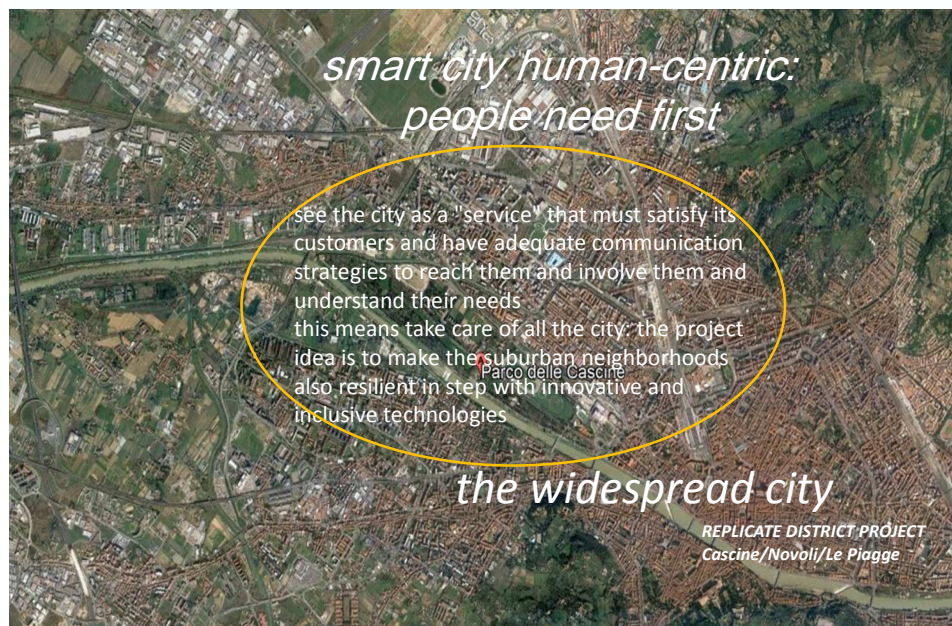 smart city human-centric:
people need first
see the city as a "service" that must satisfy its
customers and have adequate communication
strategies to reach them and involve them and
understand their needs
this means take care of all the city: the project
idea is to make the suburban neighborhoods
Parco delle Cascine
also resilient in step with innovative and
inclusive technologies
the widespread city
REPLICATE DISTRICT PROJECT
Cascine/Novoli/Le Piagge